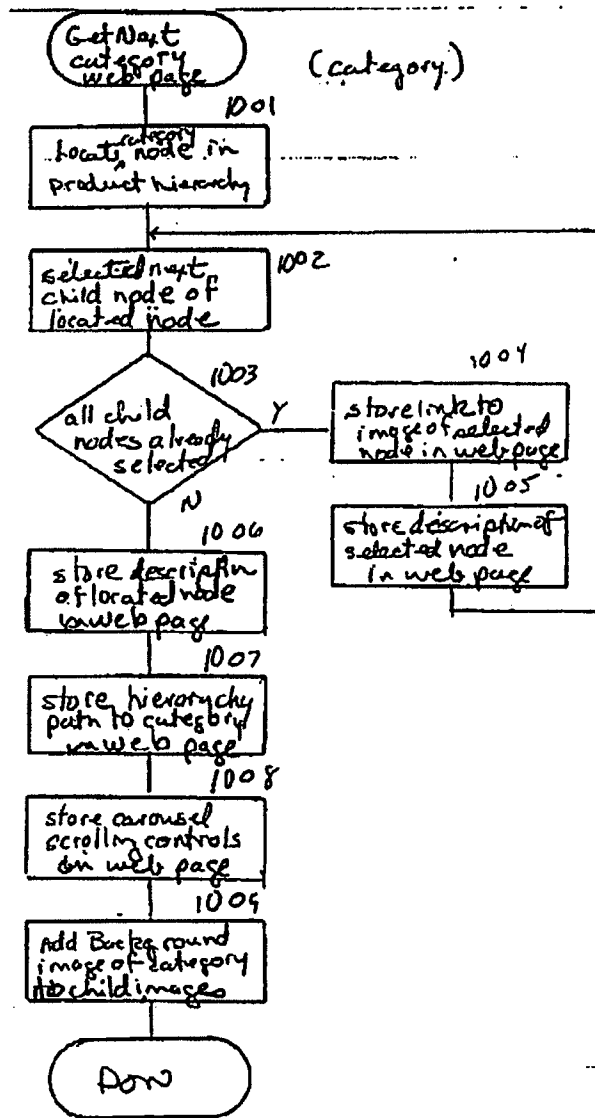 GetNext
category
web page
(category)
1001
category
Locate node in
product hierarchy
1002
selected next
child node of
located node
1003
all child
nodes already
selected
Y
N
1004
store link to
image of selected
node in web page
1005
store description of
selected node
in web page
1006
store description
of located node
in web page
1007
store hierarchy
path to category
in web page
1008
store carousel
scrolling controls
in web page
1009
Add Background
image of category
to child images
Done